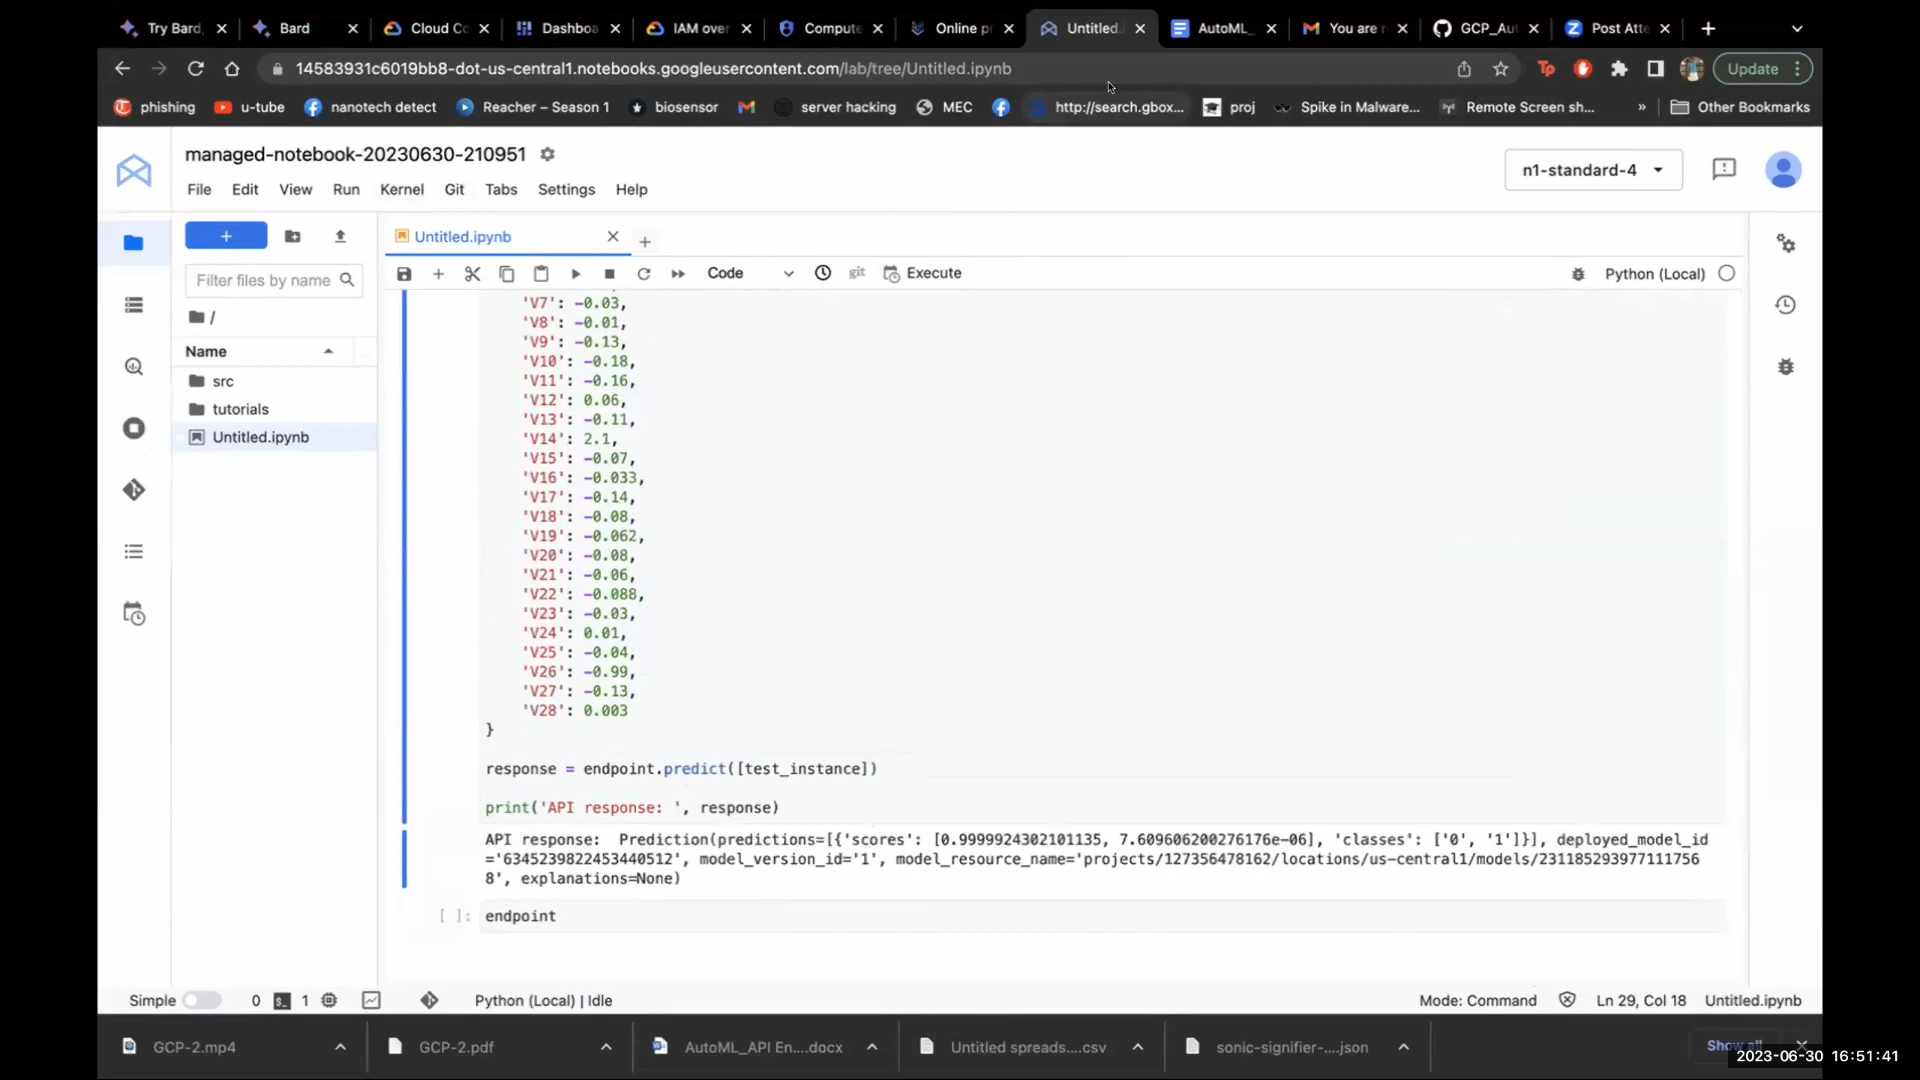 Try Bard, Bard Cloud Co Dashboa IAM over Compute Online p Untitled. AutoML_ You are GCP_Au Post Atte
14583931c6019bb8-dot-us-central1.notebooks.googleusercontent.com/lab/tree/Untitled.ipynb Update
phishing u-tube nanotech detect Reacher – Season 1 biosensor server hacking MEC http://search.gbox... proj Spike in Malware... Remote Screen sh... » Other Bookmarks
managed-notebook-20230630-210951
n1-standard-4
File Edit View Run Kernel Git Tabs Settings Help
Untitled.ipynb
Filter files by name
Code git Execute Python (Local)
/
Name
src
tutorials
Untitled.ipynb
'V7': -0.03,
'V8': -0.01,
'V9': -0.13,
'V10': -0.18,
'V11': -0.16,
'V12': 0.06,
'V13': -0.11,
'V14': 2.1,
'V15': -0.07,
'V16': -0.033,
'V17': -0.14,
'V18': -0.08,
'V19': -0.062,
'V20': -0.08,
'V21': -0.06,
'V22': -0.088,
'V23': -0.03,
'V24': 0.01,
'V25': -0.04,
'V26': -0.99,
'V27': -0.13,
'V28': 0.003
}
response = endpoint.predict([test_instance])
print('API response: ', response)
API response:  Prediction(predictions=[{'scores': [0.9999924302101135, 7.609606200276176e-06], 'classes': ['0', '1']}], deployed_model_id
='6345239822453440512', model_version_id='1', model_resource_name='projects/127356478162/locations/us-central1/models/231185293977111756
8', explanations=None)
[ ]: endpoint
Simple 0 1 Python (Local) | Idle Mode: Command Ln 29, Col 18 Untitled.ipynb
GCP-2.mp4 GCP-2.pdf AutoML_API En....docx Untitled spreads....csv sonic-signifier-....json Show all
2023-06-30 16:51:41